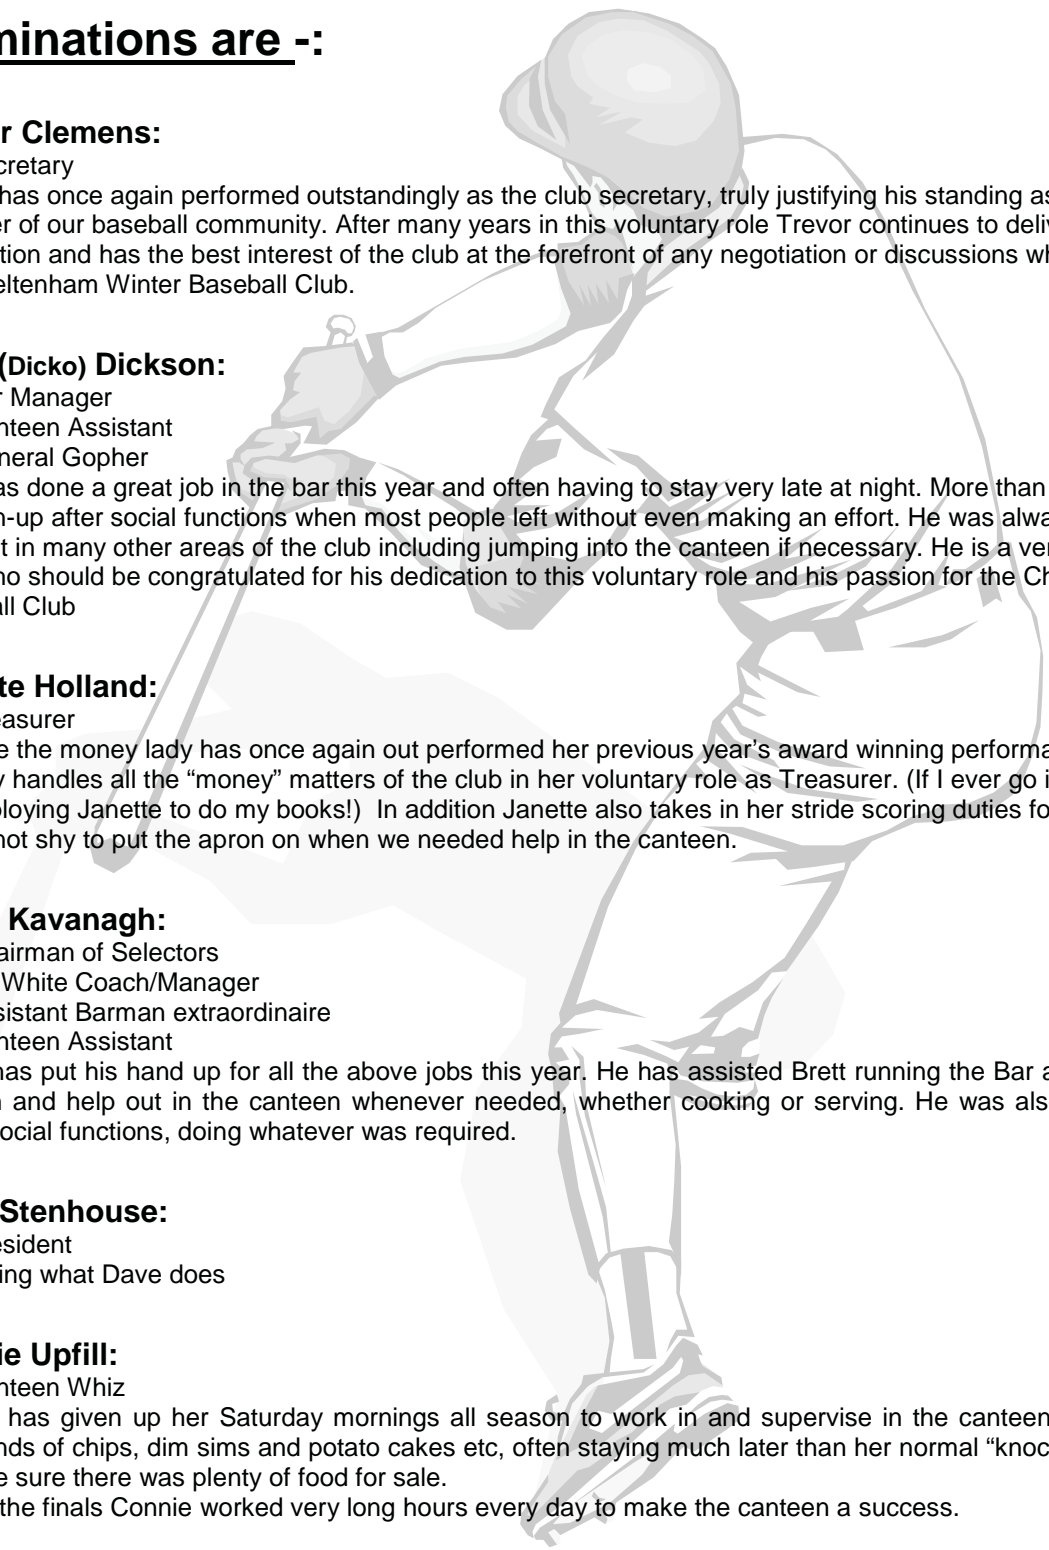 minations are -:
r Clemens:
cretary
has once again performed outstandingly as the club secretary, truly justifying his standing as
er of our baseball community. After many years in this voluntary role Trevor continues to deliv
tion and has the best interest of the club at the forefront of any negotiation or discussions wh
eltenham Winter Baseball Club.
(Dicko) Dickson:
r Manager
nteen Assistant
neral Gopher
as done a great job in the bar this year and often having to stay very late at night. More than
n-up after social functions when most people left without even making an effort. He was alwa
t in many other areas of the club including jumping into the canteen if necessary. He is a ver
ho should be congratulated for his dedication to this voluntary role and his passion for the Ch
all Club
te Holland:
easurer
e the money lady has once again out performed her previous year’s award winning performa
y handles all the “money” matters of the club in her voluntary role as Treasurer. (If I ever go i
ploying Janette to do my books!)  In addition Janette also takes in her stride scoring duties fo
not shy to put the apron on when we needed help in the canteen.
Kavanagh:
airman of Selectors
White Coach/Manager
sistant Barman extraordinaire
nteen Assistant
has put his hand up for all the above jobs this year. He has assisted Brett running the Bar a
n and help out in the canteen whenever needed, whether cooking or serving. He was als
social functions, doing whatever was required.
Stenhouse:
esident
ing what Dave does
ie Upfill:
nteen Whiz
has given up her Saturday mornings all season to work in and supervise in the canteen
nds of chips, dim sims and potato cakes etc, often staying much later than her normal “knoc
e sure there was plenty of food for sale.
the finals Connie worked very long hours every day to make the canteen a success.